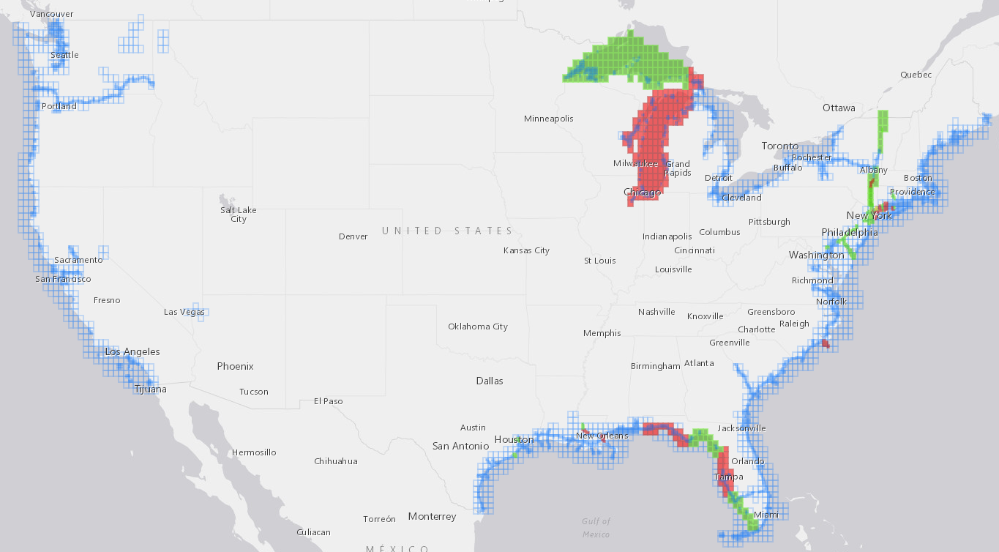 Vancouver
Seattle
Quebec
Portland
Ottawa
Minneapolis
Toronto
Rochester
Milwaukee
Grand
Rapids
Buffalo
Albany
Detroit
Boston
Chicago
Cleveland
Providence
Salt Lake
City
New York
Pittsburgh
UNITED STATES
Denver
Indianapolis
Columbus
Philadelphia
Kansas City
Cincinnati
Sacramento
St Louis
Washington
Louisville
San Francisco
Richmond
Fresno
Norfolk
Las Vegas
Nashville
Knoxville
Greensboro
Raleigh
Oklahoma City
Memphis
Charlotte
Greenville
Los Angeles
Phoenix
Birmingham
Atlanta
Dallas
Tijuana
Tucson
El Paso
Austin
Jacksonville
Houston
New Orleans
San Antonio
Hermosillo
Chihuahua
Orlando
Tampa
Torreón
Monterrey
Miami
Gulf of
Mexico
Culiacan
MÉXICO